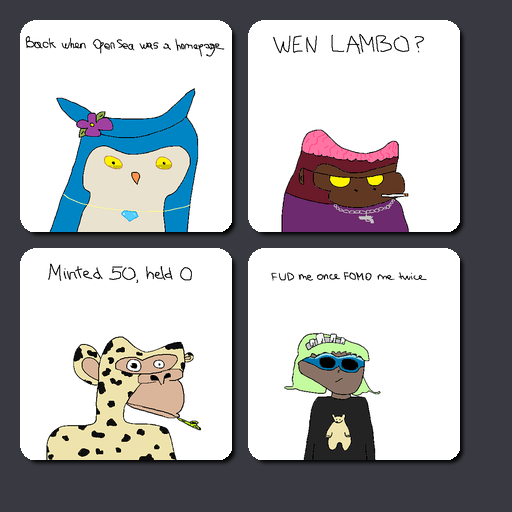 Back when OpenSea was a homepage
WEN LAMBO?
Minted 50, held 0
FUD me once FOMO me twice